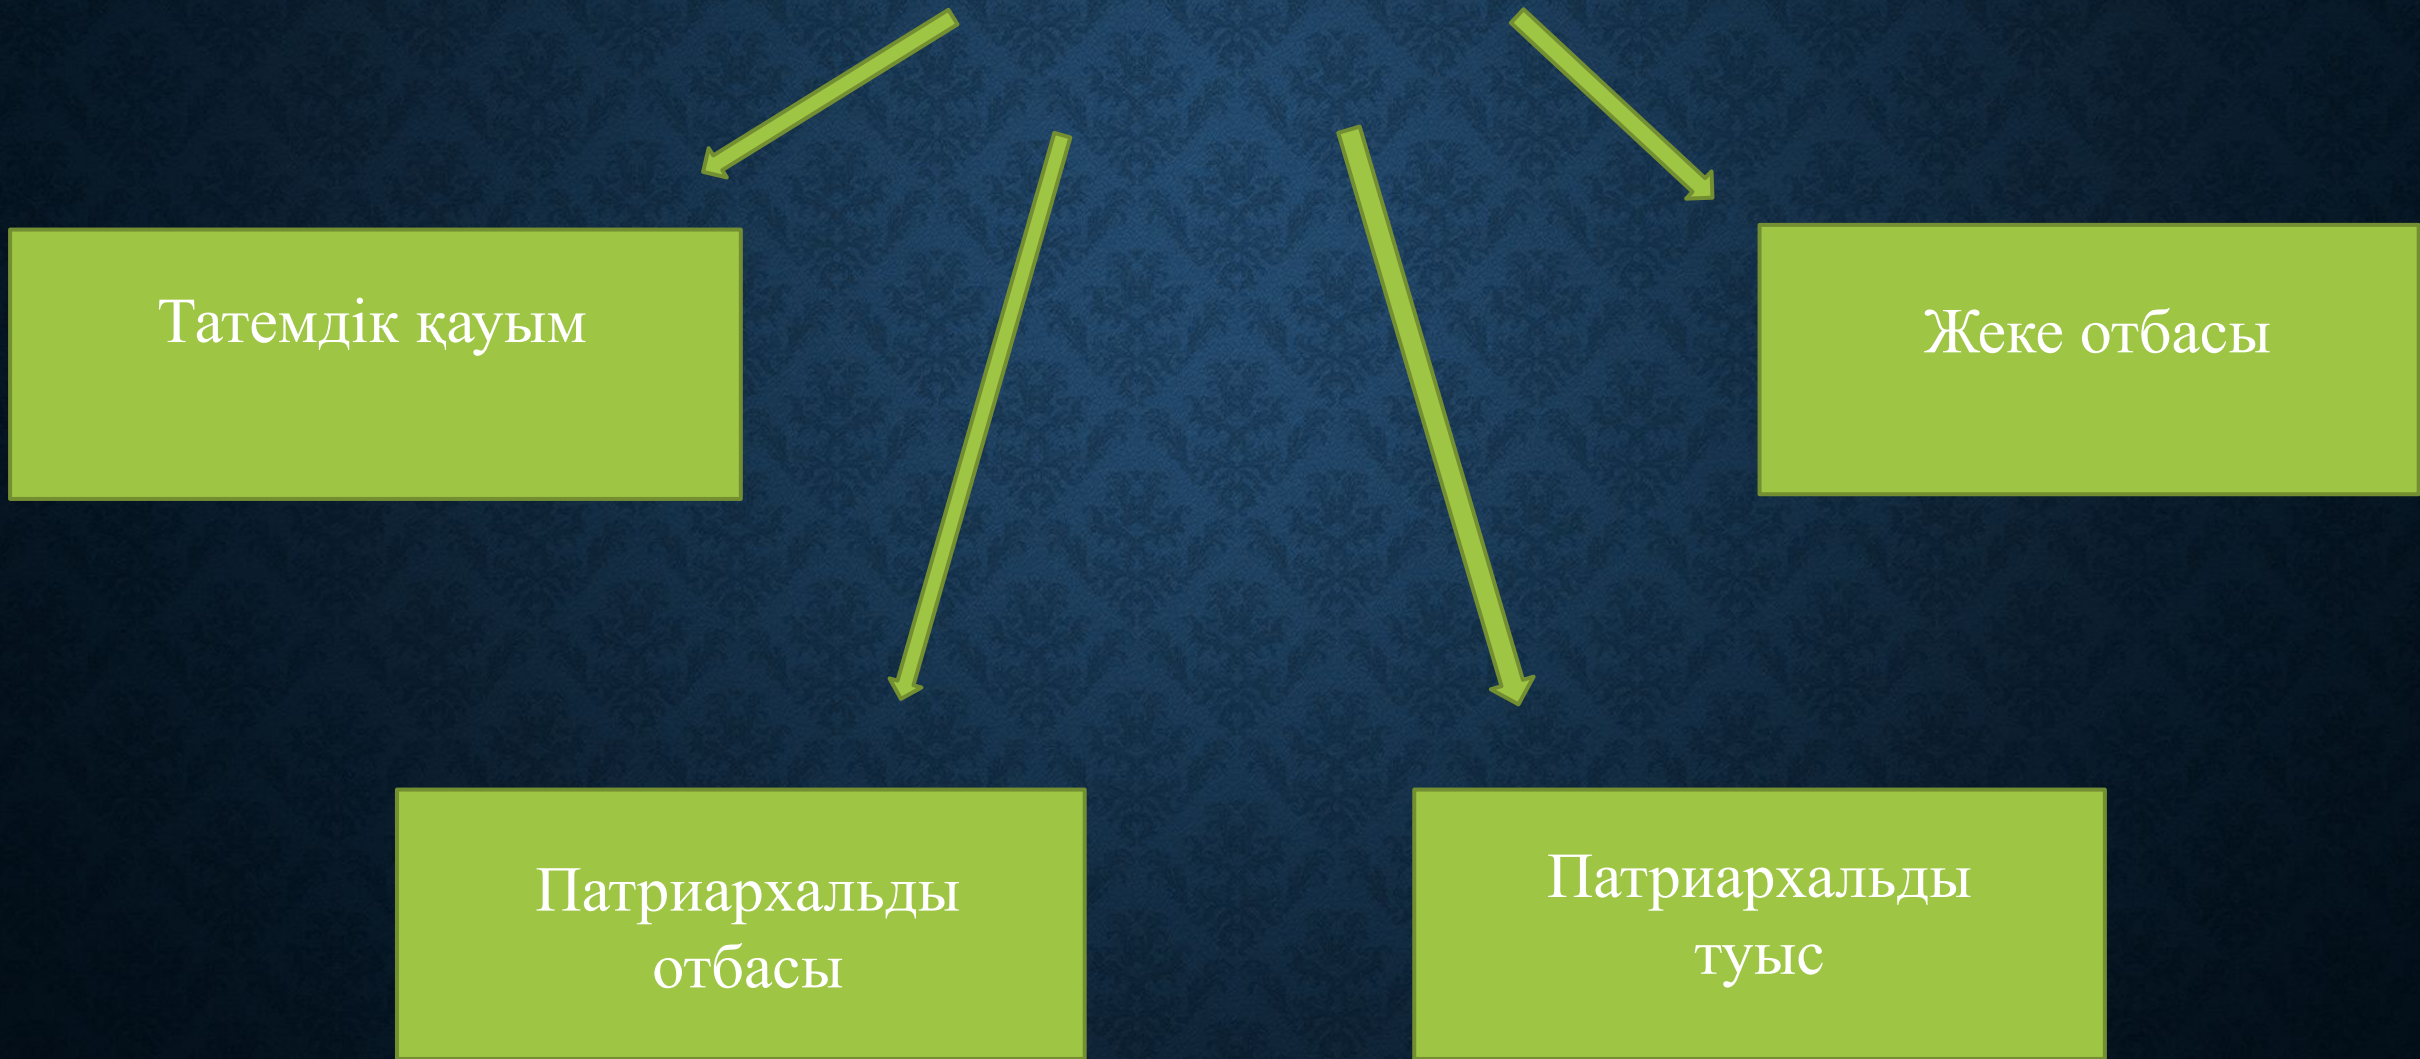 Татемдік қауым
Жеке отбасы
Патриархальды
отбасы
Патриархальды
туыс